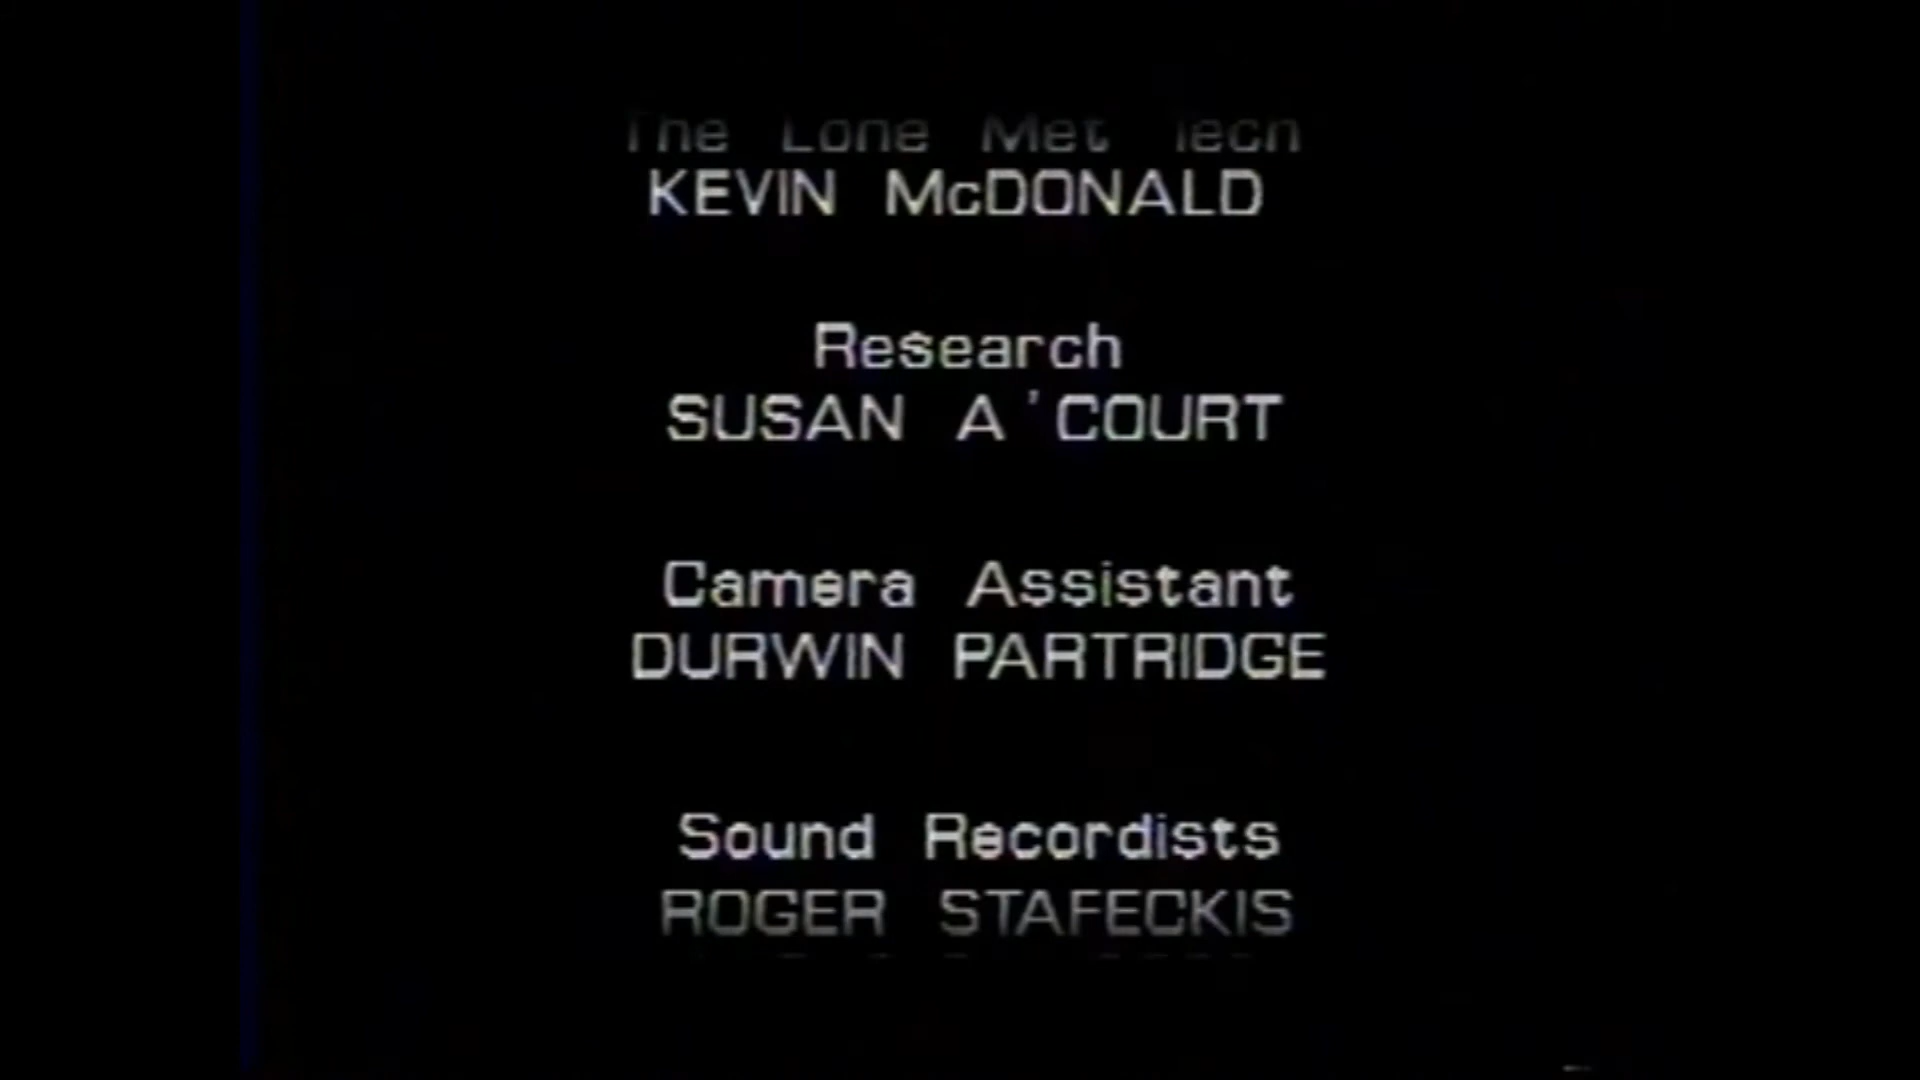 The Lone Met Tech
KEVIN McDONALD
Research
SUSAN A'COURT
Camera Assistant
DURWIN PARTRIDGE
Sound Recordists
ROGER STAFECKIS